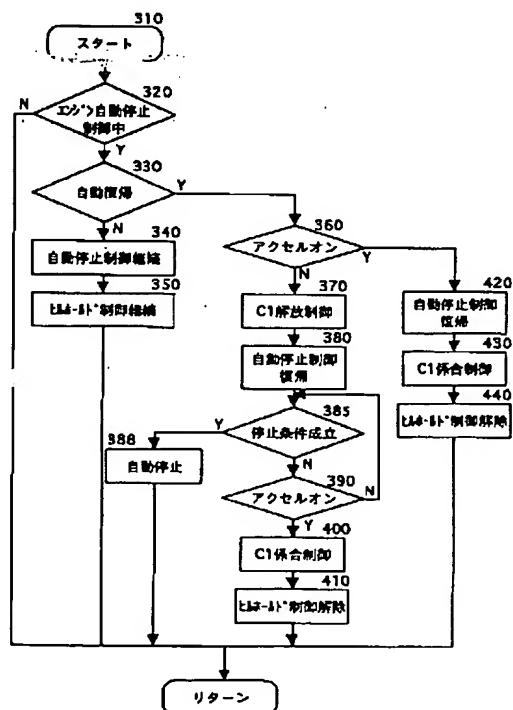 310
スタート
320
N
エンジン自動停止
制御中
Y
330
自動復帰
Y
N
340
自動停止制御継続
350
ヒルホールド制御継続
360
アクセルオン
Y
N
370
C1解放制御
380
自動停止制御
復帰
385
Y
停止条件成立
388
自動停止
N
390
アクセルオン
N
Y
400
C1係合制御
410
ヒルホールド制御解除
420
自動停止制御
復帰
430
C1係合制御
440
ヒルホールド制御解除
リターン